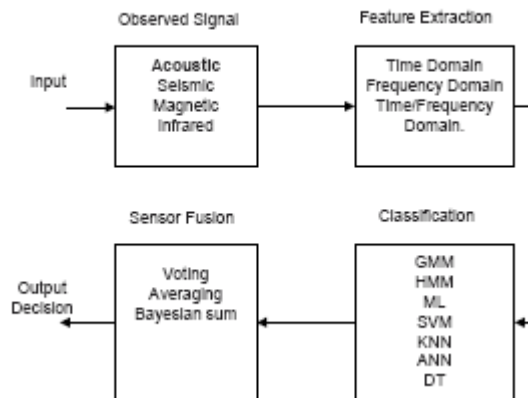 Observed Signal
Feature Extraction
Input
Acoustic
Seismic
Magnetic
Infrared
Time Domain
Frequency Domain
Time/Frequency
Domain.
Sensor Fusion
Classification
Output
Decision
Voting
Averaging
Bayesian sum
GMM
HMM
ML
SVM
KNN
ANN
DT